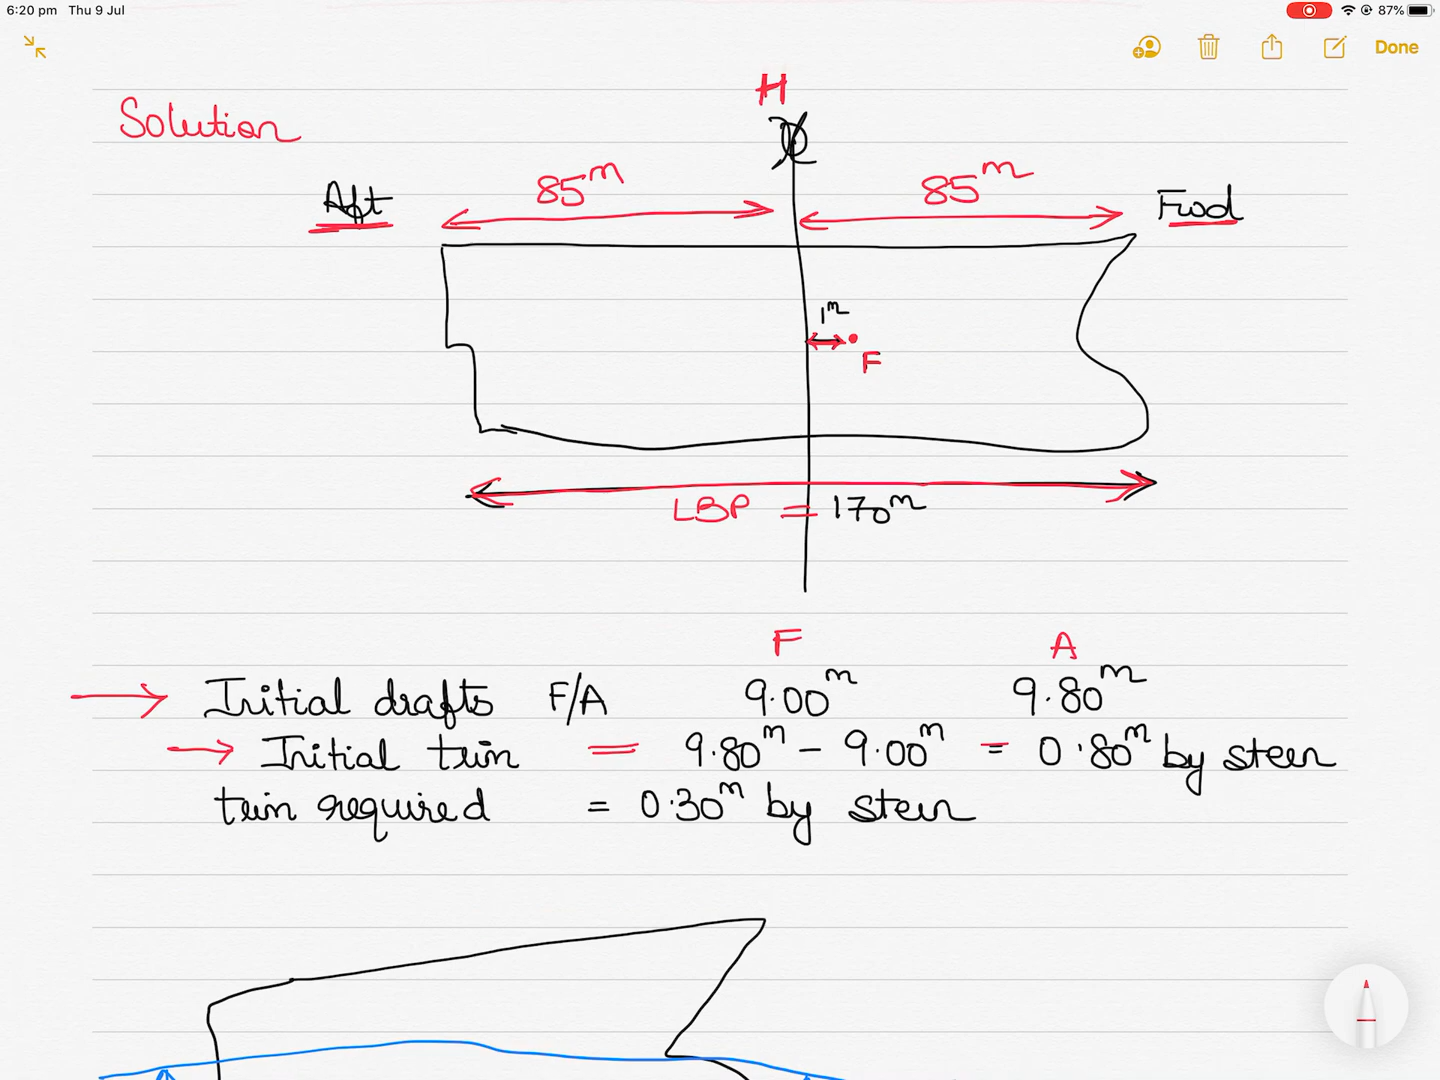 6:20 pm Thu 9 Jul 87%
Done
H
Solution
85m 85m
Aft Fwd
1m
F
LBP = 170m
F A
Initial drafts F/A 9.00m 9.80m
Initial trim = 9.80m - 9.00m = 0.80m by stern
trim required = 0.30m by stern